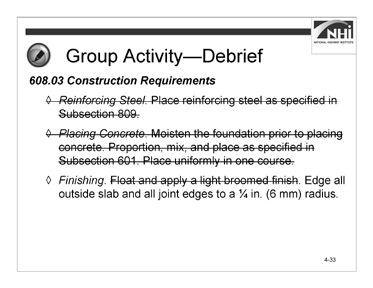 NHI
NATIONAL HIGHWAY INSTITUTE
Group Activity—Debrief
608.03 Construction Requirements
◊ Reinforcing Steel. Place reinforcing steel as specified in
Subsection 809.
◊ Placing Concrete. Moisten the foundation prior to placing
concrete. Proportion, mix, and place as specified in
Subsection 601. Place uniformly in one course.
◊ Finishing. Float and apply a light broomed finish. Edge all
outside slab and all joint edges to a ¼ in. (6 mm) radius.
4-33